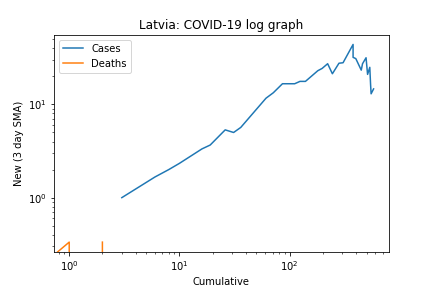 Latvia: COVID-19 log graph
Cases
Deaths
New (3 day SMA)
10¹
10⁰
10⁰ 10¹ 10²
Cumulative